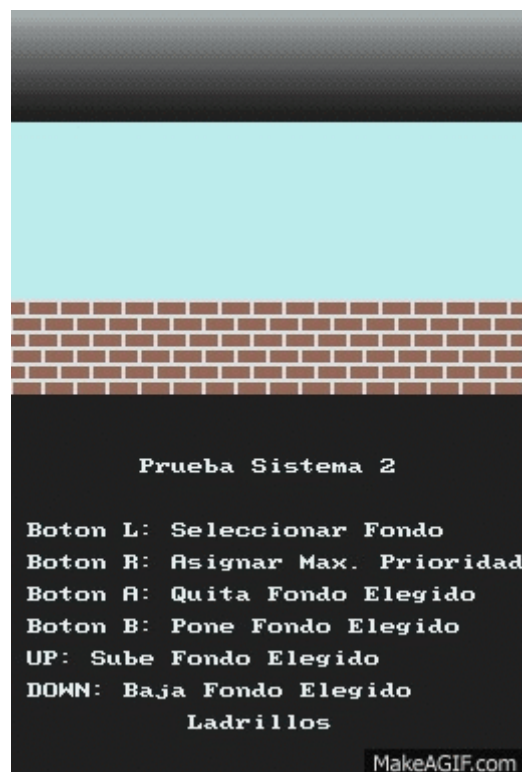 Prueba Sistema 2
Boton L: Seleccionar Fondo
Boton R: Asignar Max. Prioridad
Boton A: Quita Fondo Elegido
Boton B: Pone Fondo Elegido
UP: Sube Fondo Elegido
DOWN: Baja Fondo Elegido
Ladrillos
MakeAGIF.com